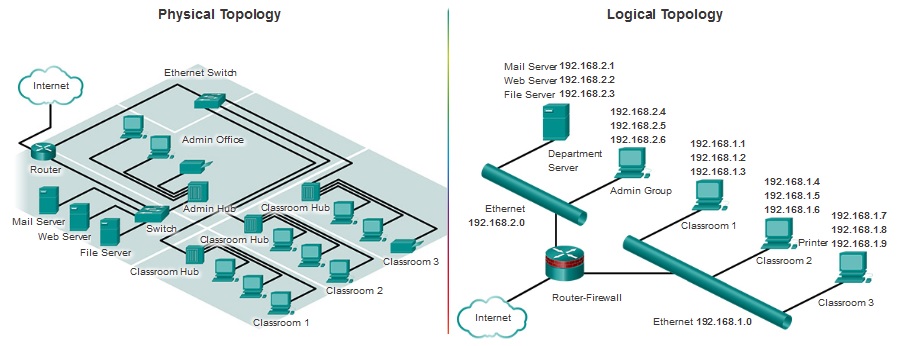 Physical Topology
Internet
Ethernet Switch
Admin Office
Router
Mail Server
Web Server
File Server
Switch
Admin Hub
Classroom Hub
Classroom Hub
Classroom Hub
Classroom 3
Classroom 2
Classroom 1
Logical Topology
Mail Server 192.168.2.1
Web Server 192.168.2.2
File Server 192.168.2.3
Department
Server
192.168.2.4
192.168.2.5
192.168.2.6
Admin Group
Ethernet
192.168.2.0
192.168.1.1
192.168.1.2
192.168.1.3
Classroom 1
192.168.1.4
192.168.1.5
192.168.1.6
Classroom 2
192.168.1.7
192.168.1.8
Printer 192.168.1.9
Classroom 3
Router-Firewall
Internet
Ethernet 192.168.1.0